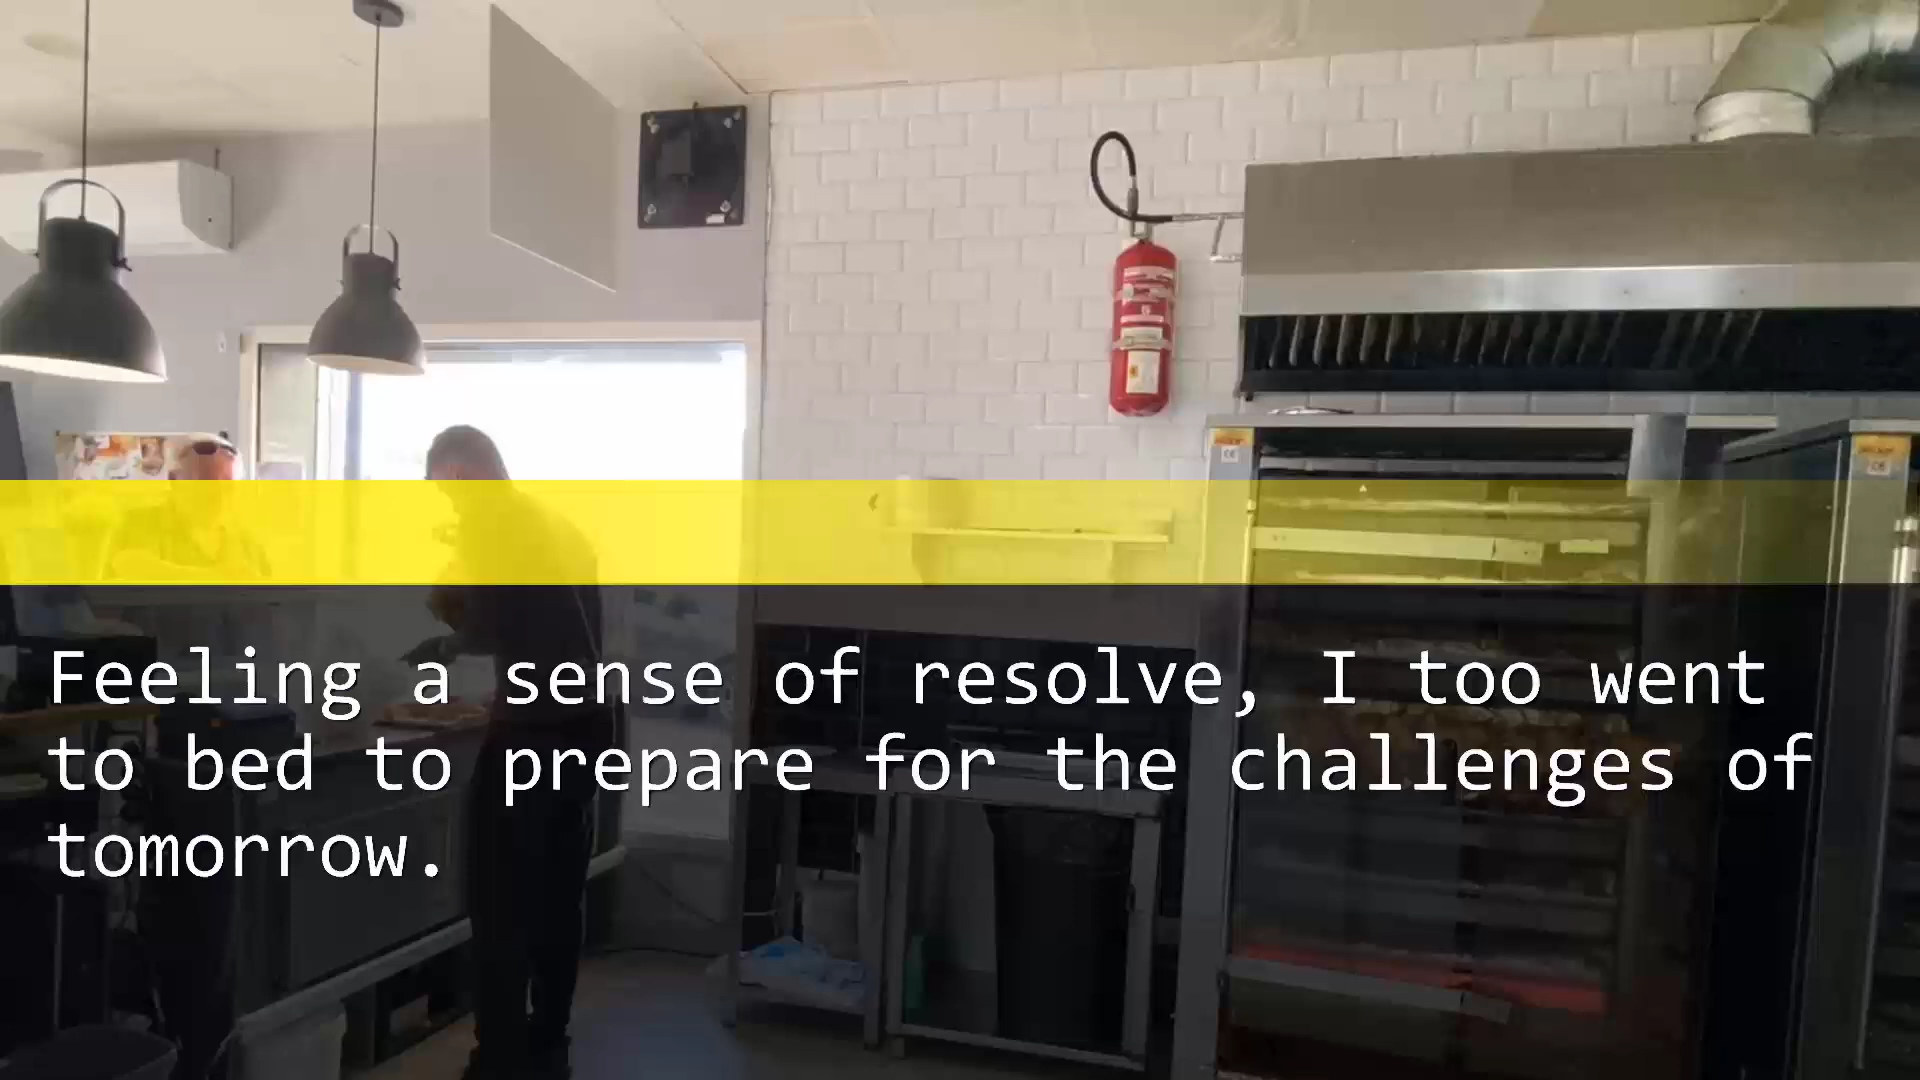 Feeling a sense of resolve, I too went
to bed to prepare for the challenges of
tomorrow.